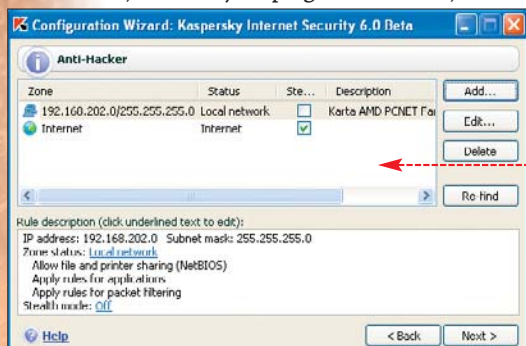 Configuration Wizard: Kaspersky Internet Security 6.0 Beta
Anti-Hacker
Zone Status Ste... Description
192.160.202.0/255.255.255.0 Local network Karta AMD PCNET
Internet Internet
Add...
Edit...
Delete
Re-find
Rule description (click underlined text to edit):
IP address: 192.168.202.0 Subnet mask: 255.255.255.0
Zone status: Local network
Allow file and printer sharing (NetBIOS)
Apply rules for applications
Apply rules for packet filtering
Stealth mode: Off
Help < Back Next >